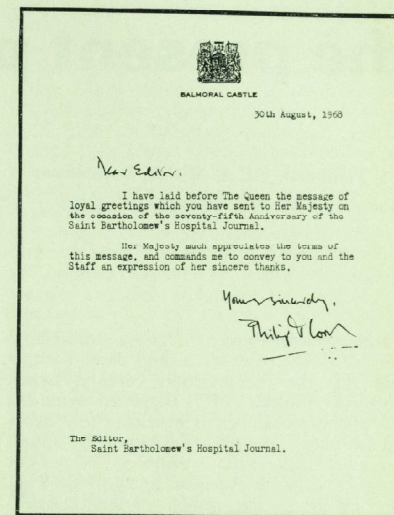 BALMORAL CASTLE
30th August, 1968
Dear Editor.
I have laid before The Queen the message of
loyal greetings which you have sent to Her Majesty on
the occasion of the seventy-fifth Anniversary of the
Saint Bartholomew's Hospital Journal.
Her Majesty much appreciates the terms of
this message, and commands me to convey to you and the
Staff an expression of her sincere thanks.
Yours sincerely,
Philip
The Editor,
Saint Bartholomew's Hospital Journal.